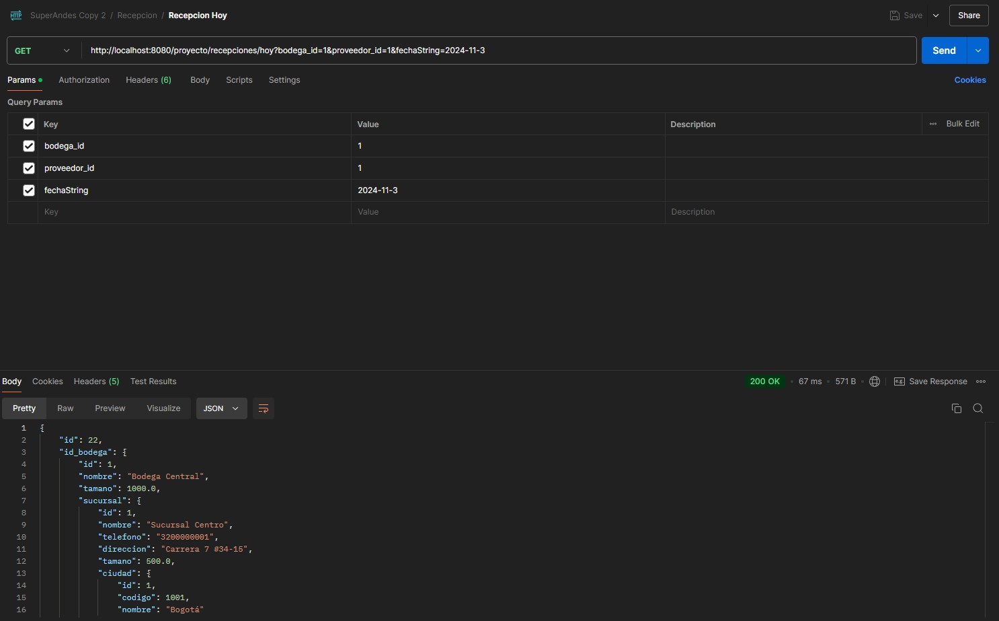 HTTP SuperAndes Copy 2 / Recepcion / Recepcion Hoy Save Share
GET http://localhost:8080/proyecto/recepciones/hoy?bodega_id=1&proveedor_id=1&fechaString=2024-11-3 Send
Params Authorization Headers (6) Body Scripts Settings Cookies
Query Params
Key Value Description Bulk Edit
bodega_id 1
proveedor_id 1
fechaString 2024-11-3
Key Value Description
Body Cookies Headers (5) Test Results 200 OK 67 ms 571 B e.g. Save Response
Pretty Raw Preview Visualize JSON
1 {
2 "id": 22,
3 "id_bodega": {
4 "id": 1,
5 "nombre": "Bodega Central",
6 "tamano": 1000.0,
7 "sucursal": {
8 "id": 1,
9 "nombre": "Sucursal Centro",
10 "telefono": "3200000001",
11 "direccion": "Carrera 7 #34-15",
12 "tamano": 500.0,
13 "ciudad": {
14 "id": 1,
15 "codigo": 1001,
16 "nombre": "Bogotá"